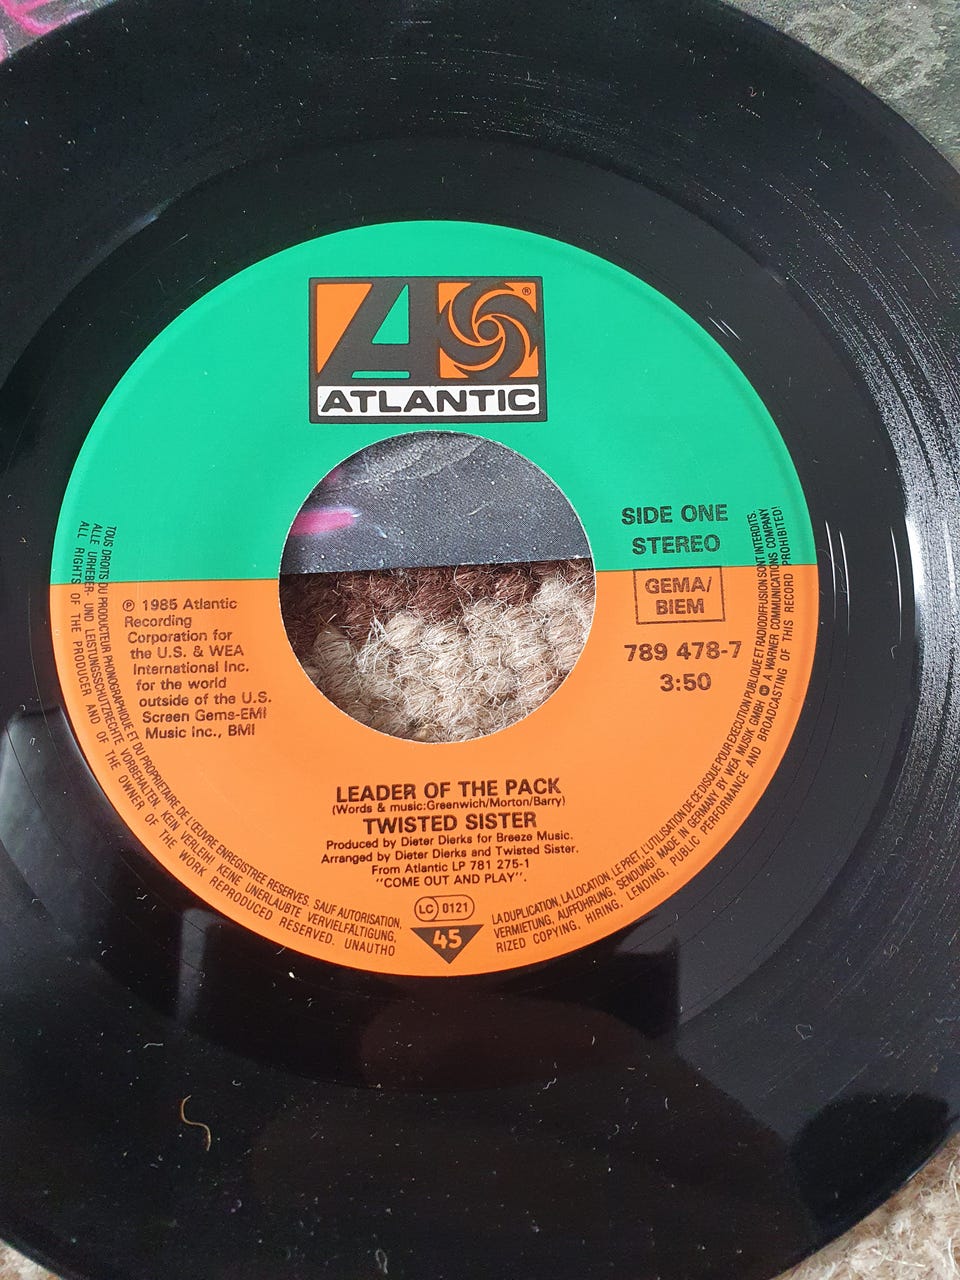 ATLANTIC
®
SIDE ONE
STEREO
GEMA/
BIEM
789 478-7
3:50
℗ 1985 Atlantic
Recording
Corporation for
the U.S. & WEA
International Inc.
for the world
outside of the U.S.
Screen Gems-EMI
Music Inc., BMI
LEADER OF THE PACK
(Words & music:Greenwich/Morton/Barry)
TWISTED SISTER
Produced by Dieter Dierks for Breeze Music.
Arranged by Dieter Dierks and Twisted Sister.
From Atlantic LP 781 275-1
"COME OUT AND PLAY".
LC 0121
45
TOUS DROITS DU PRODUCTEUR PHONOGRAPHIQUE ET DU PROPRIETAIRE DE L'ŒUVRE ENREGISTREE RESERVES. SAUF AUTORISATION, LA DUPLICATION, LA LOCATION, LE PRET, L'UTILISATION DE CE DISQUE POUR EXECUTION PUBLIQUE ET RADIODIFFUSION SONT INTERDITS.
ALLE URHEBER- UND LEISTUNGSSCHUTZRECHTE VORBEHALTEN. KEIN VERLEIH! KEINE UNERLAUBTE VERVIELFÄLTIGUNG, VERMIETUNG, AUFFÜHRUNG, SENDUNG! MADE IN GERMANY BY WEA MUSIK GMBH A WARNER COMMUNICATIONS COMPANY
ALL RIGHTS OF THE PRODUCER AND OF THE OWNER OF THE WORK REPRODUCED RESERVED. UNAUTHORIZED COPYING, HIRING, LENDING, PUBLIC PERFORMANCE AND BROADCASTING OF THIS RECORD PROHIBITED!